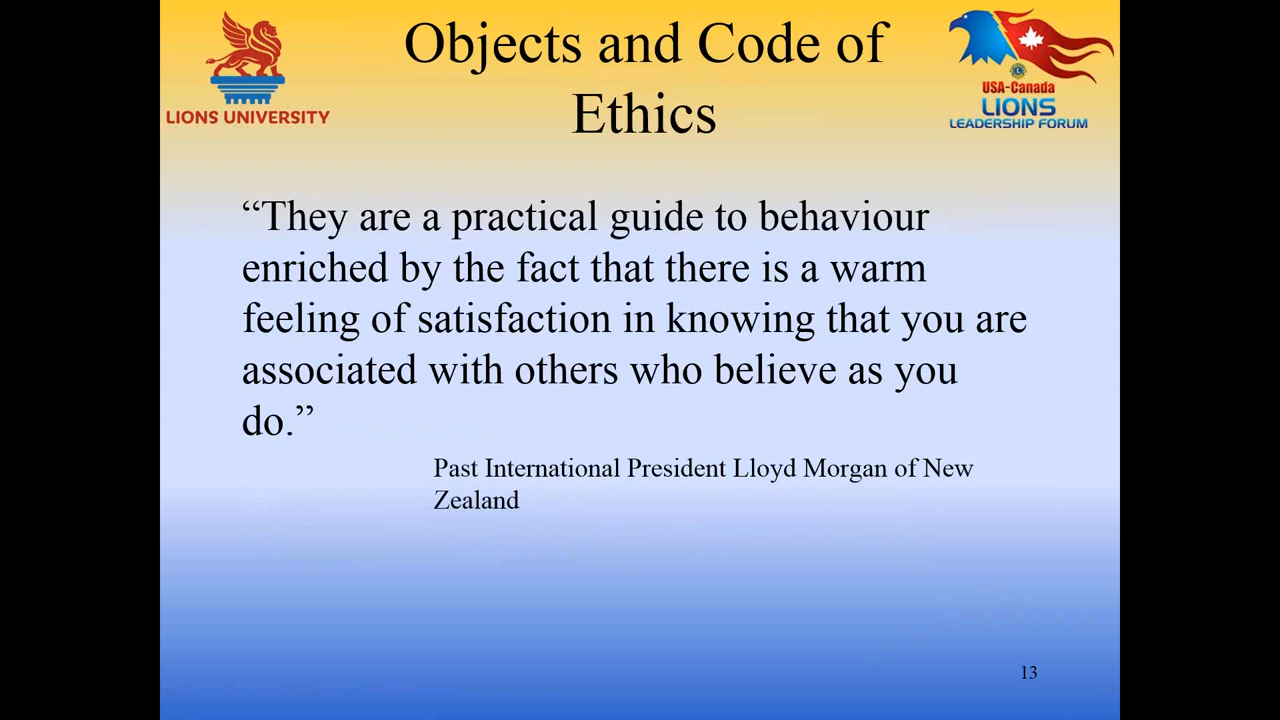 LIONS UNIVERSITY
Objects and Code of
Ethics
USA-Canada
LIONS
LEADERSHIP FORUM
“They are a practical guide to behaviour
enriched by the fact that there is a warm
feeling of satisfaction in knowing that you are
associated with others who believe as you
do.”
Past International President Lloyd Morgan of New
Zealand
13